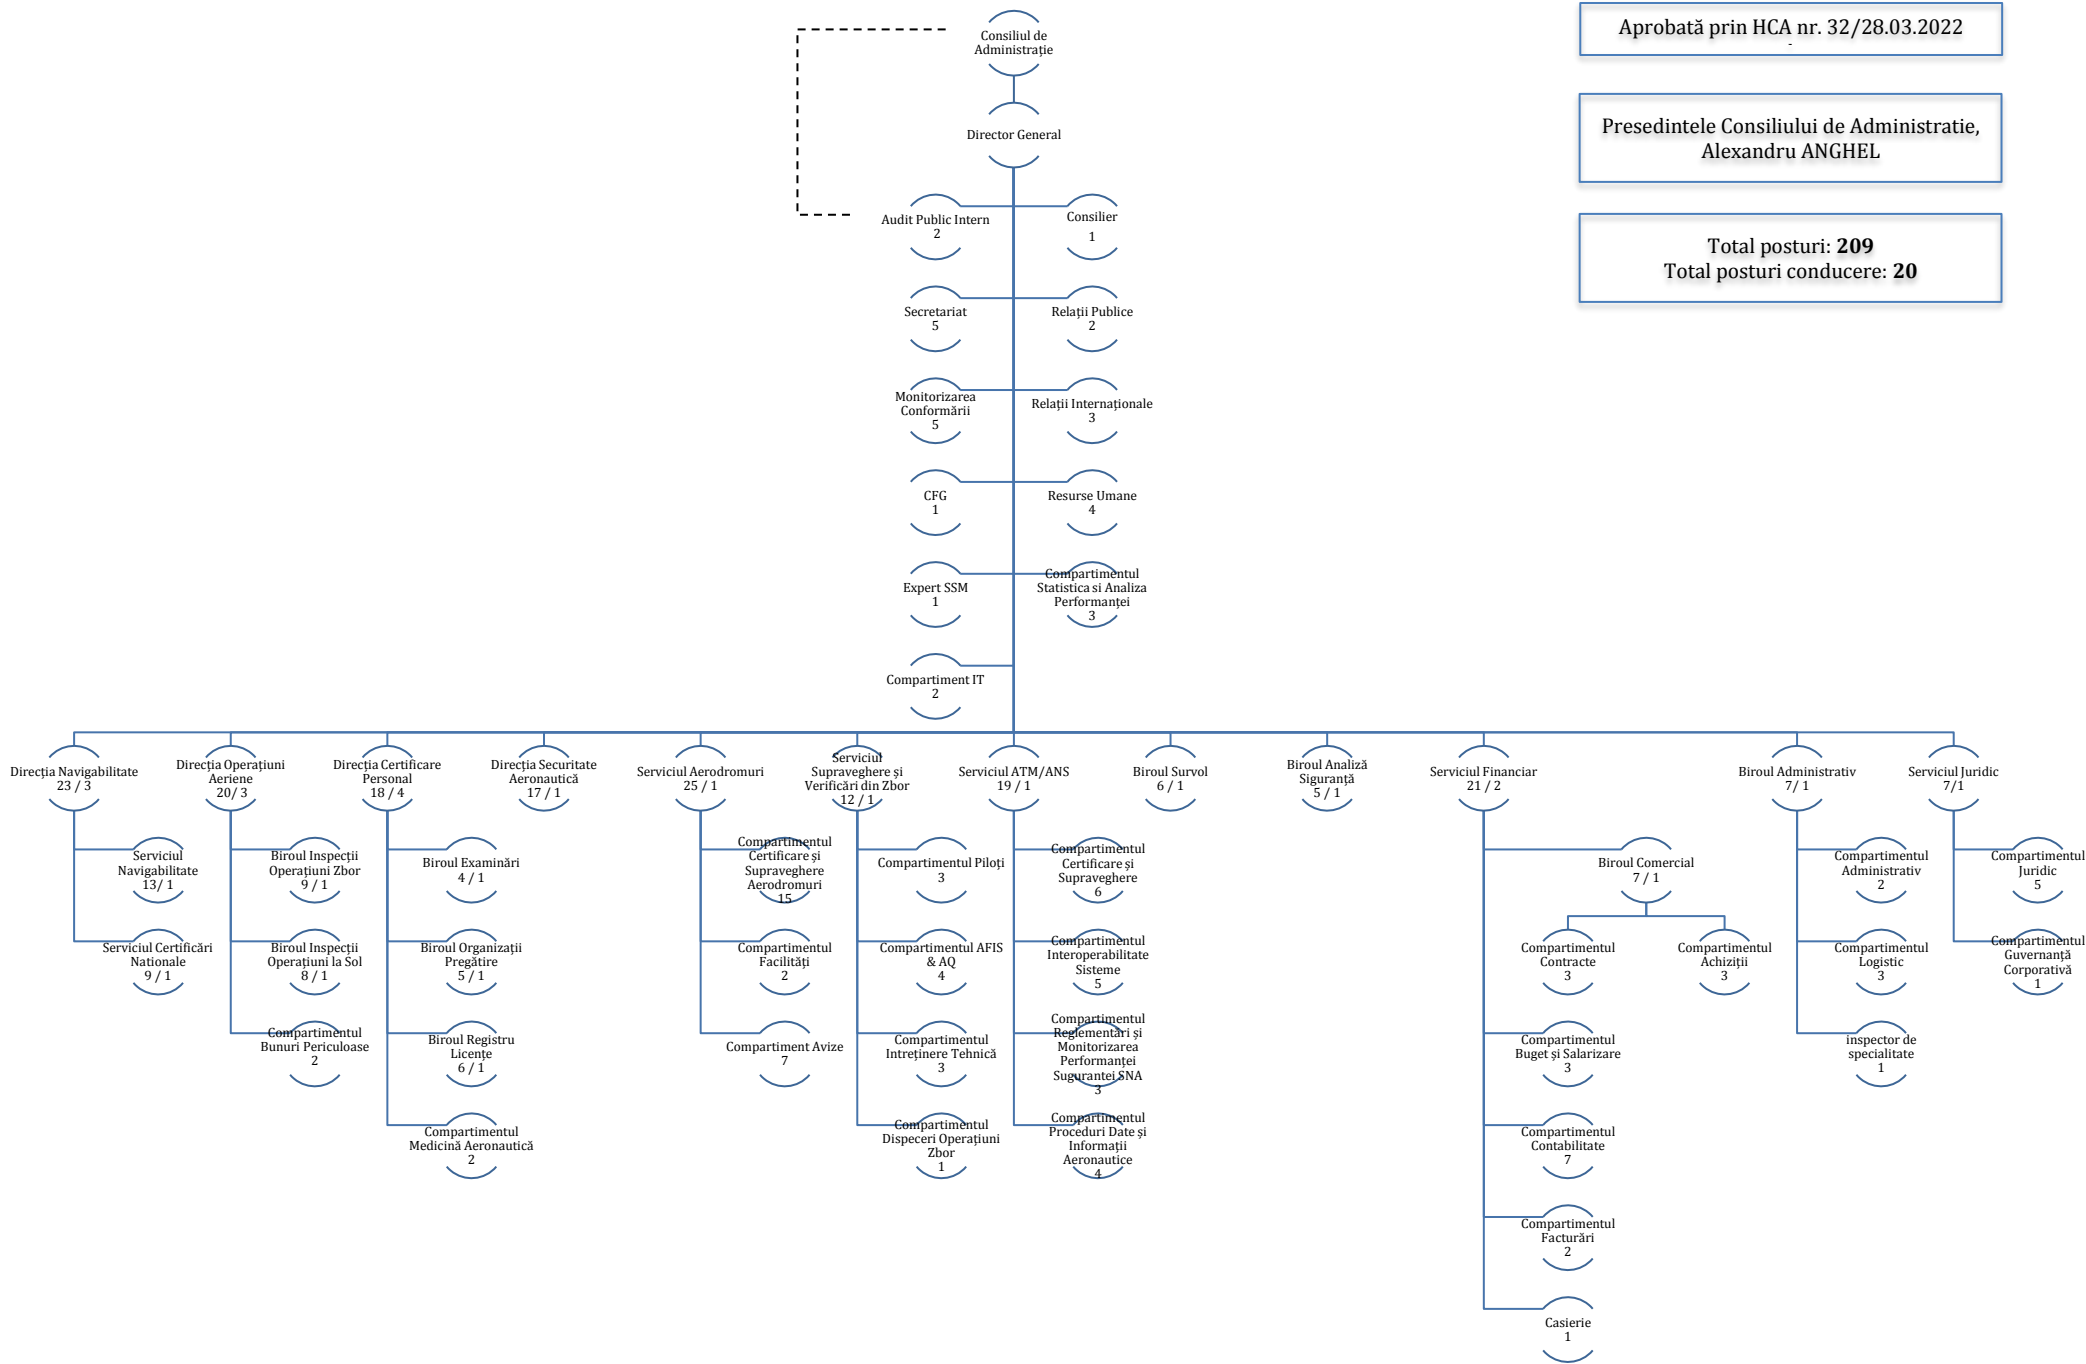 Aprobată prin HCA nr. 32/28.03.2022
Presedintele Consiliului de Administratie,
Alexandru ANGHEL
Total posturi: 209
Total posturi conducere: 20
Consiliul de
Administrație
Director General
Audit Public Intern
2
Consilier
1
Secretariat
5
Relații Publice
2
Monitorizarea
Conformării
5
Relații Internaționale
3
CFG
1
Resurse Umane
4
Expert SSM
1
Compartimentul
Statistica si Analiza
Performanței
3
Compartiment IT
2
Direcția Navigabilitate
23 / 3
Direcția Operațiuni
Aeriene
20/ 3
Direcția Certificare
Personal
18 / 4
Direcția Securitate
Aeronautică
17 / 1
Serviciul Aerodromuri
25 / 1
Serviciul
Supraveghere și
Verificări din Zbor
12 / 1
Serviciul ATM/ANS
19 / 1
Biroul Survol
6 / 1
Biroul Analiză
Siguranță
5 / 1
Serviciul Financiar
21 / 2
Biroul Administrativ
7/ 1
Serviciul Juridic
7/1
Serviciul
Navigabilitate
13/ 1
Serviciul Certificări
Nationale
9 / 1
Biroul Inspecții
Operațiuni Zbor
9 / 1
Biroul Inspecții
Operațiuni la Sol
8 / 1
Compartimentul
Bunuri Periculoase
2
Biroul Examinări
4 / 1
Biroul Organizații
Pregătire
5 / 1
Biroul Registru
Licențe
6 / 1
Compartimentul
Medicină Aeronautică
2
Compartimentul
Certificare și
Supraveghere
Aerodromuri
15
Compartimentul
Facilități
2
Compartiment Avize
7
Compartimentul Piloți
3
Compartimentul AFIS
& AQ
4
Compartimentul
Intreținere Tehnică
3
Compartimentul
Dispeceri Operațiuni
Zbor
1
Compartimentul
Certificare și
Supraveghere
6
Compartimentul
Interoperabilitate
Sisteme
5
Compartimentul
Reglementări și
Monitorizarea
Performanței
Sugurantei SNA
3
Compartimentul
Proceduri Date și
Informații
Aeronautice
4
Biroul Comercial
7 / 1
Compartimentul
Contracte
3
Compartimentul
Achiziții
3
Compartimentul
Buget și Salarizare
3
Compartimentul
Contabilitate
7
Compartimentul
Facturări
2
Casierie
1
Compartimentul
Administrativ
2
Compartimentul
Logistic
3
inspector de
specialitate
1
Compartimentul
Juridic
5
Compartimentul
Guvernanță
Corporativă
1